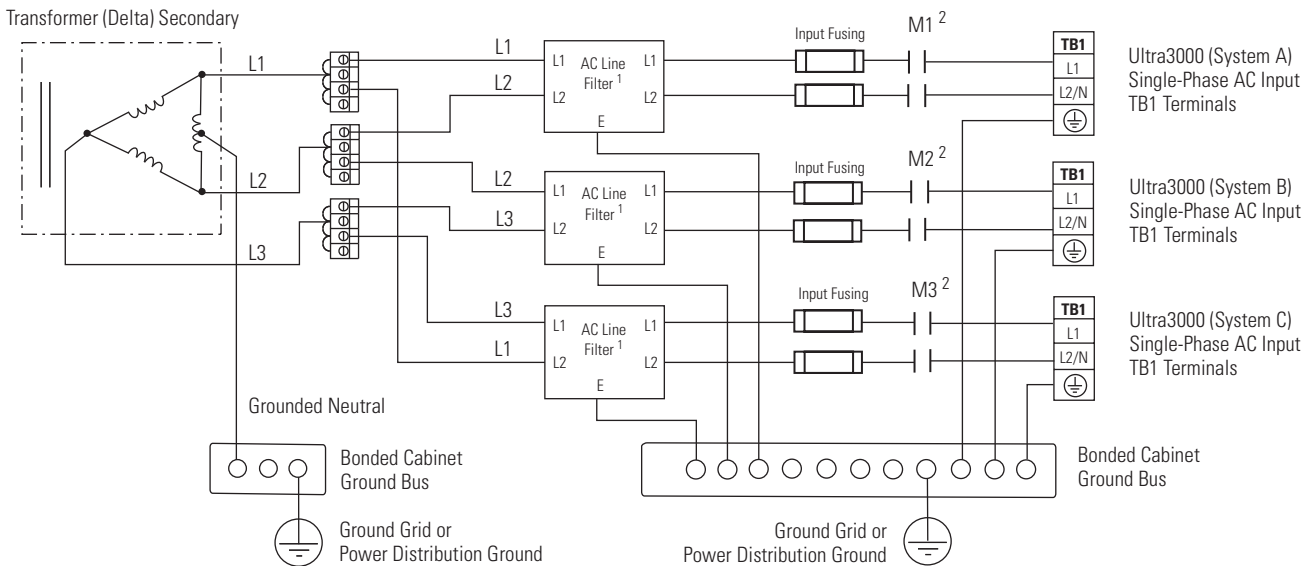 Transformer (Delta) Secondary
L1
L2
L3
L1
L2
L2
L3
L3
L1
L1 AC Line L1
Filter 1
L2 L2
E
L1 AC Line L1
Filter 1
L2 L2
E
L1 AC Line L1
Filter 1
L2 L2
E
Input Fusing
M1 2
Input Fusing
M2 2
Input Fusing
M3 2
TB1
L1
L2/N
Ultra3000 (System A)
Single-Phase AC Input
TB1 Terminals
TB1
L1
L2/N
Ultra3000 (System B)
Single-Phase AC Input
TB1 Terminals
TB1
L1
L2/N
Ultra3000 (System C)
Single-Phase AC Input
TB1 Terminals
Grounded Neutral
Bonded Cabinet
Ground Bus
Ground Grid or
Power Distribution Ground
Bonded Cabinet
Ground Bus
Ground Grid or
Power Distribution Ground